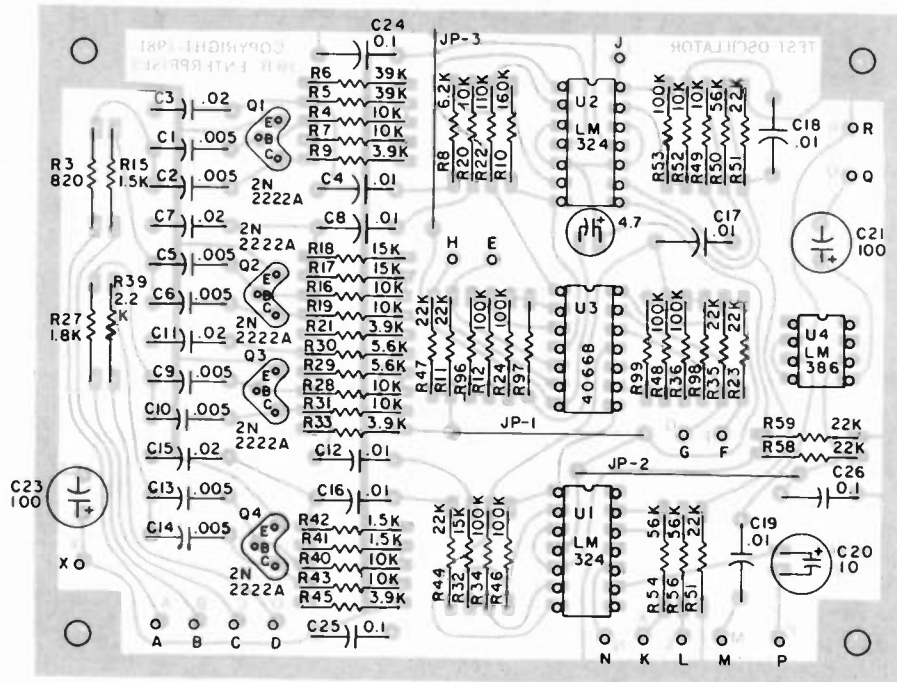 C24
0.1
JP-3
J
COPYRIGHT-1981
ENTERPRISES
TEST OSCILLATOR
R6 39K
R5 39K
R4 10K
R7 10K
R9 3.9K
C3 .02
C1 .005
C2 .005
C7 .02
C5 .005
C6 .005
C11 .02
C9 .005
C10 .005
C15 .02
C13 .005
C14 .005
R3
820
R15
1.5K
R27
1.8K
R39
2.2
K
Q1
E
B
C
2N
2222A
C4 .01
C8 .01
2N
2222A
Q2
E
B
C
R18 15K
R17 15K
R16 10K
R19 10K
R21 3.9K
R30 5.6K
R29 5.6K
R28 10K
R31 10K
R33 3.9K
2N
2222A
Q3
E
B
C
2N
2222A
C12 .01
C16 .01
Q4
E
B
C
2N
2222A
R42 1.5K
R41 1.5K
R40 10K
R43 10K
R45 3.9K
C25 0.1
R8 6.2K
R20 10K
R22 110K
R10 160K
U2
LM
324
4.7
R53 100K
R52 10K
R49 10K
R50 56K
R51 22K
C18
.01
R
Q
C17
.01
C21
100
+
H E
R47 22K
R11 22K
R96
R12 100K
R24 100K
R97
U3
4066B
R99
R48 100K
R36 100K
R98
R35 22K
R23 22K
U4
LM
386
JP-1
G F
R59 22K
R58 22K
JP-2
C26
0.1
R44 22K
R32 15K
R34 100K
R46 100K
U1
LM
324
R54 56K
R56 56K
R51 22K
C19
.01
C20
10
+
C23
100
+
X
A B C D
N K L M P